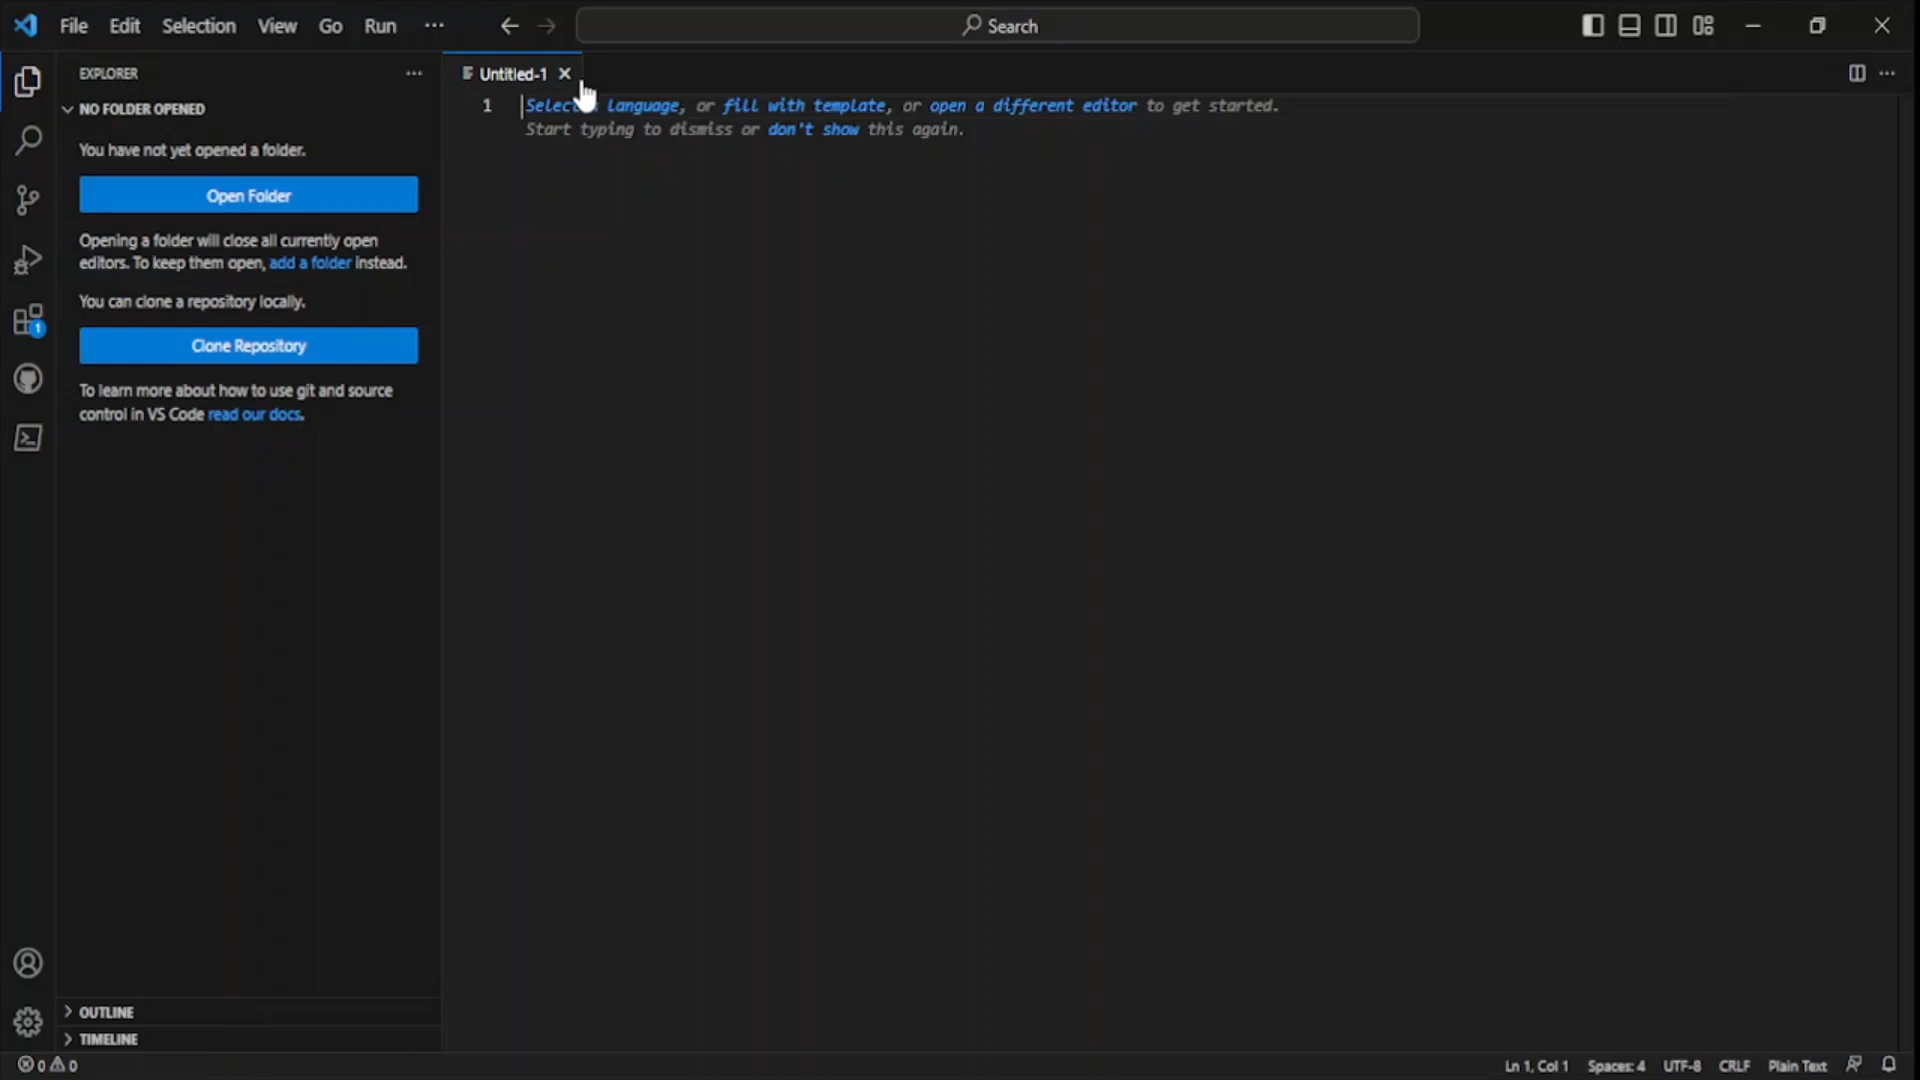 File Edit Selection View Go Run ···
Search
EXPLORER ···
NO FOLDER OPENED
You have not yet opened a folder.
Open Folder
Opening a folder will close all currently open
editors. To keep them open, add a folder instead.
You can clone a repository locally.
Clone Repository
To learn more about how to use git and source
control in VS Code read our docs.
1
OUTLINE
TIMELINE
Untitled-1
1 Select language, or fill with template, or open a different editor to get started.
Start typing to dismiss or don't show this again.
0 0
Ln 1, Col 1 Spaces: 4 UTF-8 CRLF Plain Text